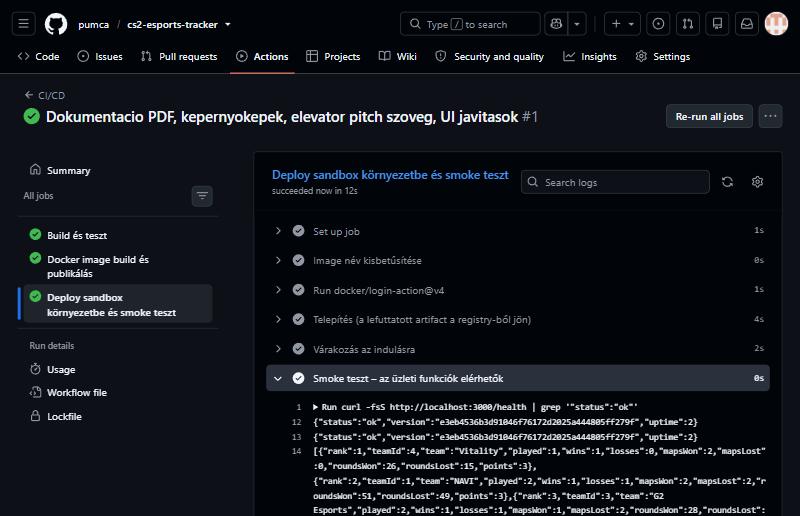 pumca / cs2-esports-tracker
Type / to search
Code
Issues
Pull requests
Actions
Projects
Wiki
Security and quality
Insights
Settings
← CI/CD
Dokumentacio PDF, kepernyokepek, elevator pitch szoveg, UI javitasok #1
Re-run all jobs
Summary
All jobs
Build és teszt
Docker image build és
publikálás
Deploy sandbox
környezetbe és smoke teszt
Run details
Usage
Workflow file
Lockfile
Deploy sandbox környezetbe és smoke teszt
succeeded now in 12s
Search logs
Set up job 1s
Image név kisbetűsítése 0s
Run docker/login-action@v4 1s
Telepítés (a lefuttatott artifact a registry-ből jön) 4s
Várakozás az indulásra 2s
Smoke teszt – az üzleti funkciók elérhetők 0s
1 ▶ Run curl -fsS http://localhost:3000/health | grep '"status":"ok"'
12 {"status":"ok","version":"e3eb4536b3d91046f76172d2025a444805ff279f","uptime":2}
13 {"status":"ok","version":"e3eb4536b3d91046f76172d2025a444805ff279f","uptime":2}
14 [{"rank":1,"teamId":4,"team":"Vitality","played":1,"wins":1,"losses":0,"mapsWon":2,"mapsLost"
:0,"roundsWon":26,"roundsLost":15,"points":3},
{"rank":2,"teamId":1,"team":"NAVI","played":2,"wins":1,"losses":1,"mapsWon":2,"mapsLost":2,"r
oundsWon":51,"roundsLost":49,"points":3},{"rank":3,"teamId":3,"team":"G2
Esports","played":2,"wins":1,"losses":1,"mapsWon":1,"mapsLost":2,"roundsWon":28,"roundsLost":